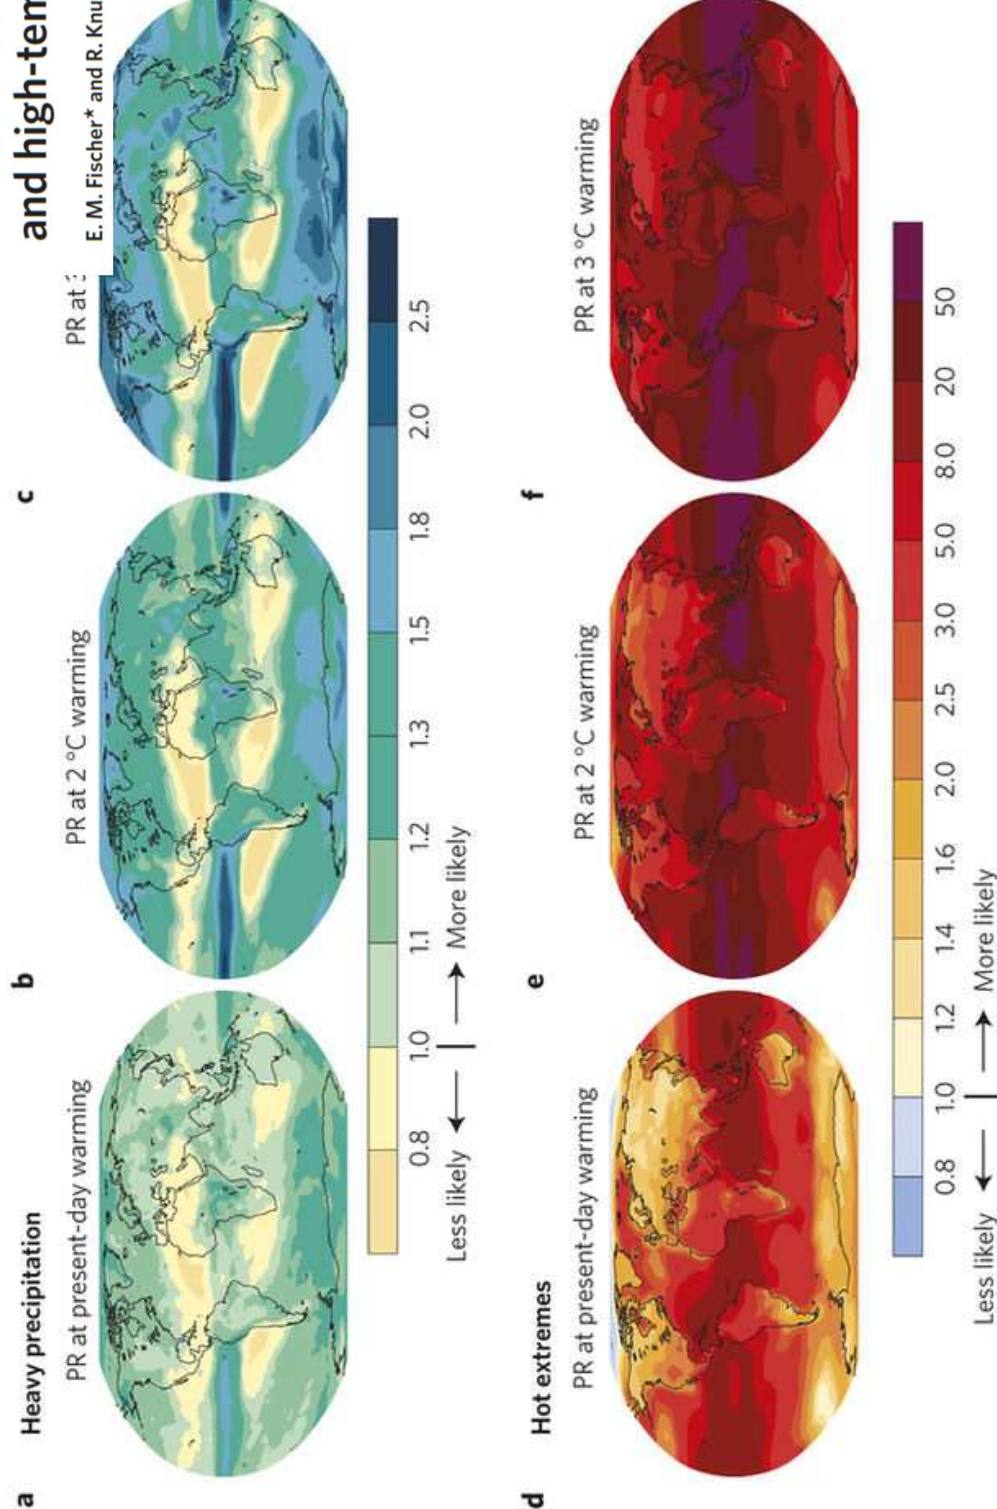 and high-tem
E. M. Fischer* and R. Knu
a
Heavy precipitation
PR at present-day warming
b
PR at 2 °C warming
c
PR at
0.8 1.0 1.1 1.2 1.3 1.5 1.8 2.0 2.5
Less likely More likely
d
Hot extremes
PR at present-day warming
e
PR at 2 °C warming
f
PR at 3 °C warming
0.8 1.0 1.2 1.4 1.6 2.0 2.5 3.0 5.0 8.0 20 50
Less likely More likely